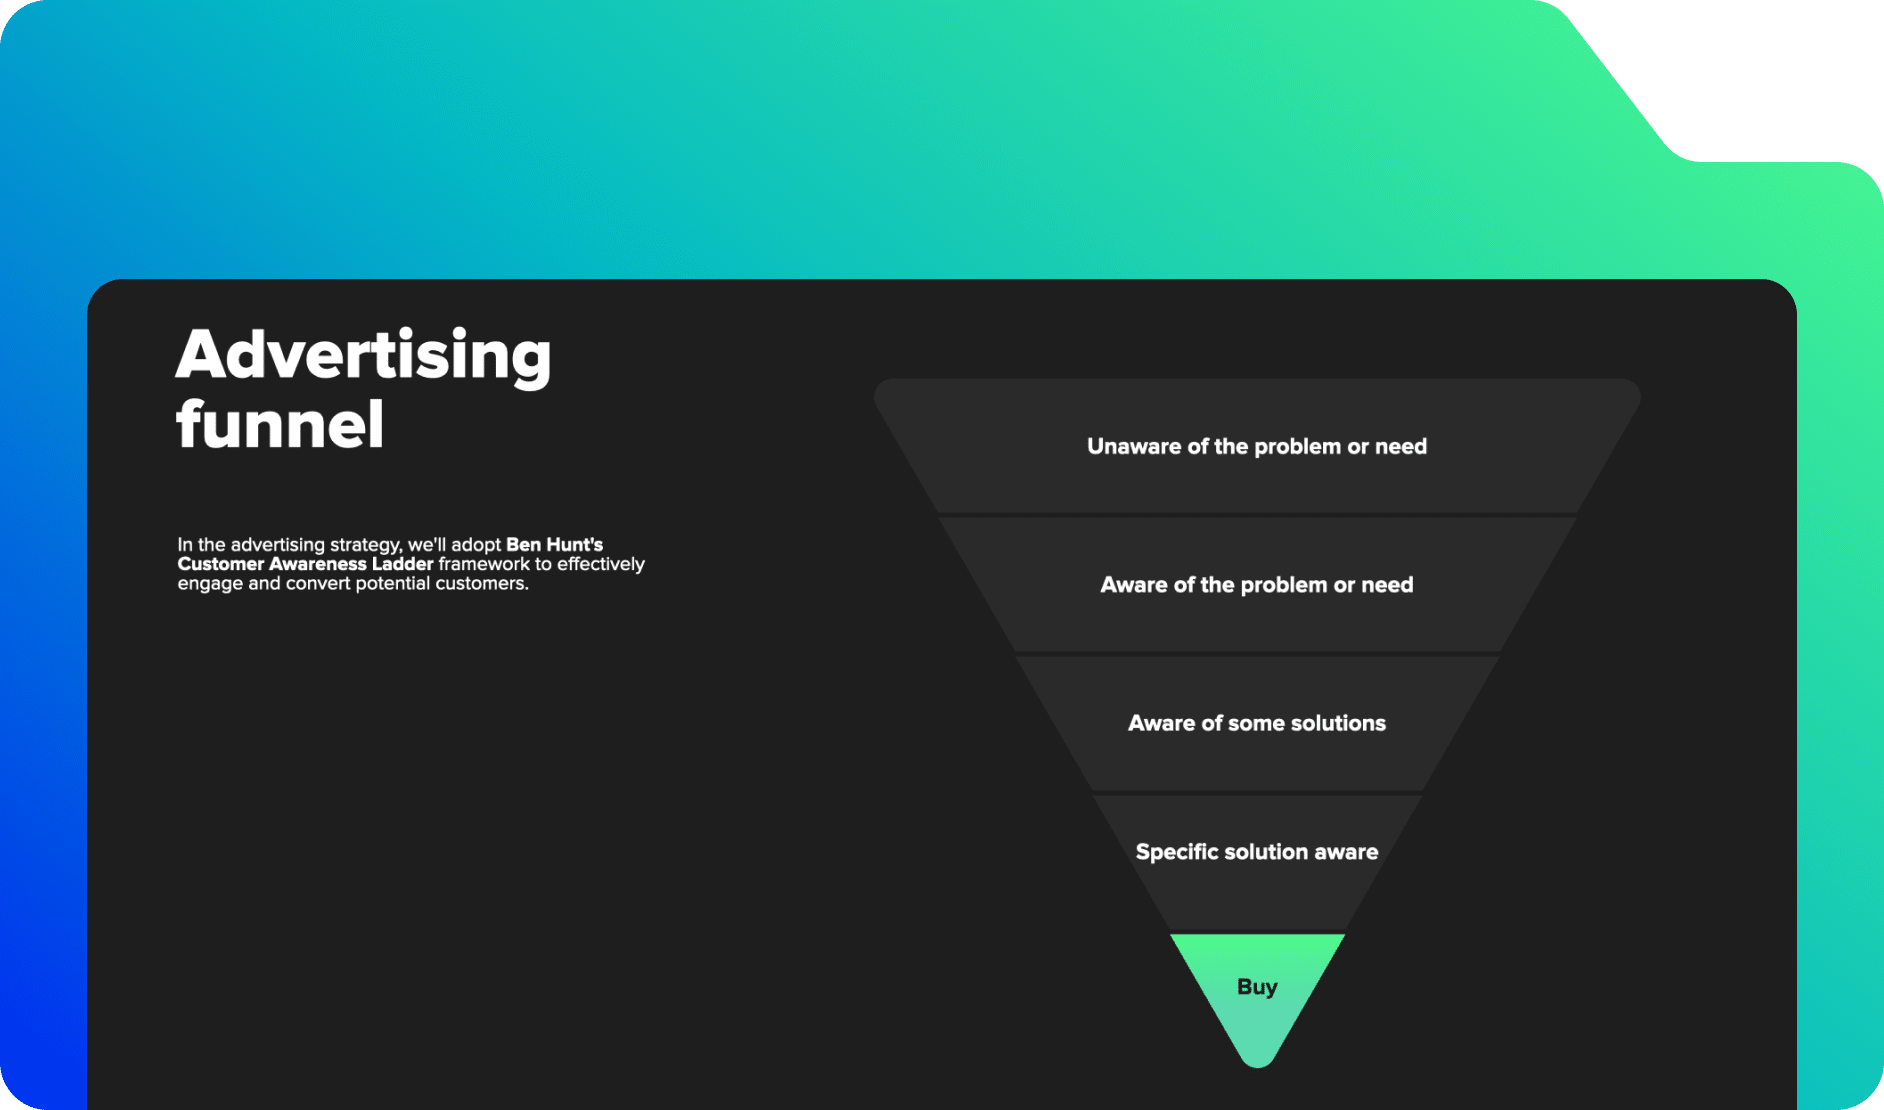 Advertising
funnel
In the advertising strategy, we'll adopt Ben Hunt's
Customer Awareness Ladder framework to effectively
engage and convert potential customers.
Unaware of the problem or need
Aware of the problem or need
Aware of some solutions
Specific solution aware
Buy